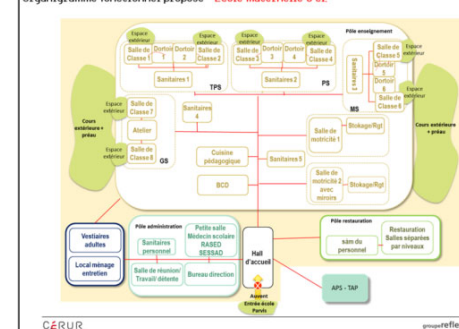 Organigramme fonctionnel proposé - École maternelle
Pôle enseignement
Espace extérieur
Espace extérieur
Espace extérieur
Espace extérieur
Espace extérieur
Salle de Classe 1
Dortoir 1
Dortoir 2
Salle de Classe 2
Sanitaires 1
TPS
Salle de Classe 3
Dortoir 3
Dortoir 4
Salle de Classe 4
Sanitaires 2
PS
Sanitaires 3
Salle de Classe 5
Dortoir 5
Dortoir 6
Salle de Classe 6
MS
Espace extérieur
Espace extérieur
Espace extérieur
Cours extérieure + préau
Salle de Classe 7
Atelier
Salle de Classe 8
GS
Sanitaires 4
Cuisine pédagogique
BCD
Sanitaires 5
Salle de motricité 1
Stokage/Rgt
Salle de motricité 2 avec miroirs
Stokage/Rgt
Cours extérieure + préau
Vestiaires adultes
Local ménage entretien
Pôle administration
Sanitaires personnel
Petite salle
Médecin scolaire
RASED
SESSAD
Salle de réunion/
Travail détente
Bureau direction
Hall d'accueil
Auvent
Entrée école
Parvis
Pôle restauration
sàm du personnel
Restauration
Salles séparées par niveaux
APS - TAP
CÉRUR
groupereflex